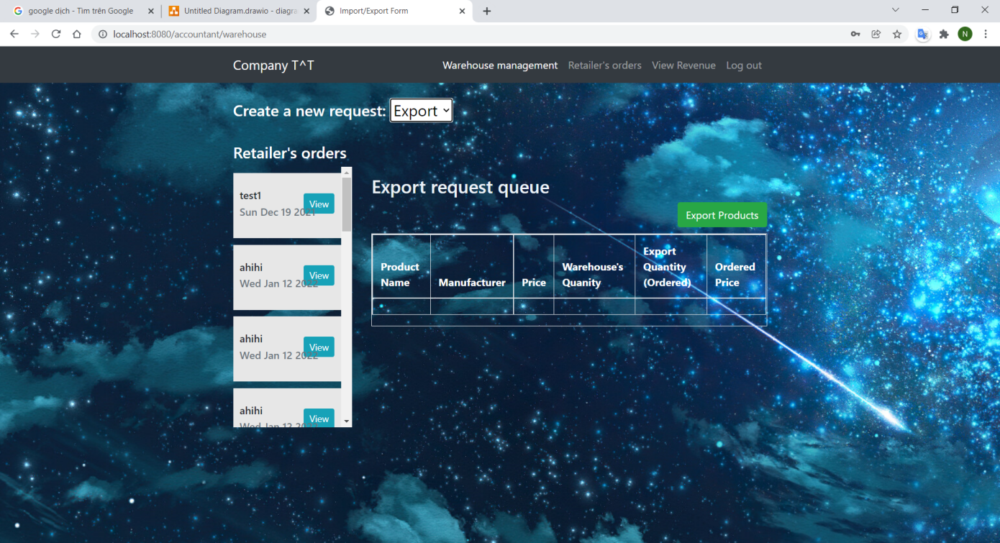 google dịch - Tìm trên Google
Untitled Diagram.drawio - diagra
Import/Export Form
localhost:8080/accountant/warehouse
N
Company T^T
Warehouse management
Retailer's orders
View Revenue
Log out
Create a new request: Export
Retailer's orders
test1
View
Sun Dec 19 2021
ahihi
View
Wed Jan 12 2022
ahihi
View
Wed Jan 12 2022
ahihi
View
Wed Jan 12 2022
Export request queue
Export Products
Product Name
Manufacturer
Price
Warehouse's Quanity
Export Quantity (Ordered)
Ordered Price